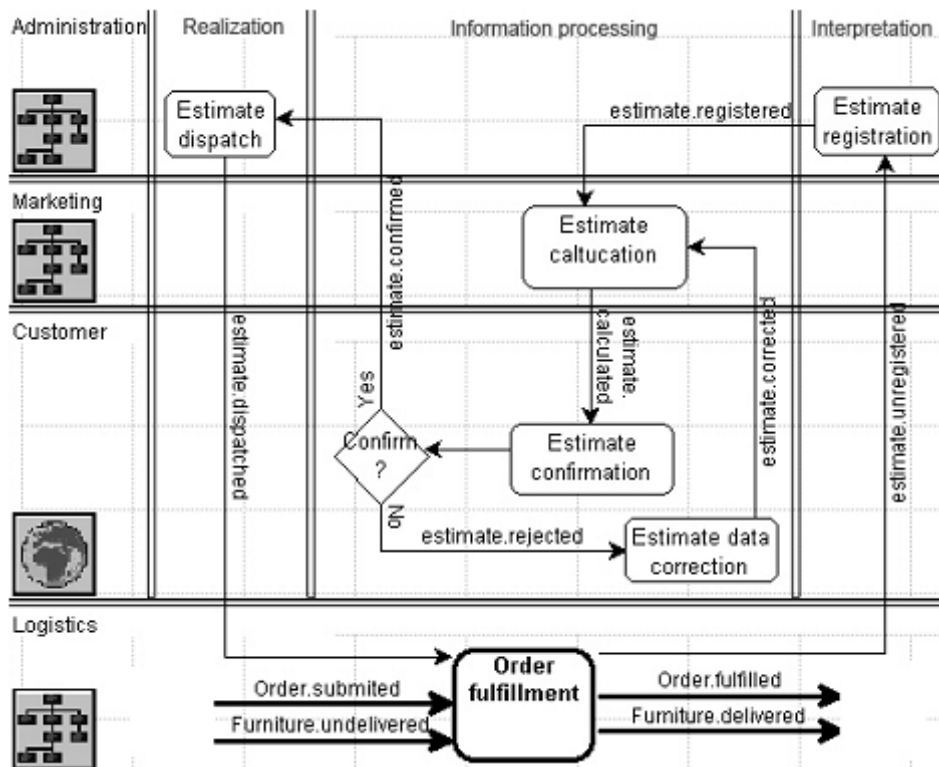 Administration
Realization
Information processing
Interpretation
Estimate
dispatch
estimate.registered
Estimate
registration
Marketing
Estimate
caltucation
estimate.confirmed
Customer
estimate.dispatched
estimate.
calculated
estimate.corrected
estimate.unregistered
Yes
Confirm
?
Estimate
confirmation
No
estimate.rejected
Estimate data
correction
Logistics
Order
fulfillment
Order.submited
Order.fulfilled
Furniture.undelivered
Furniture.delivered